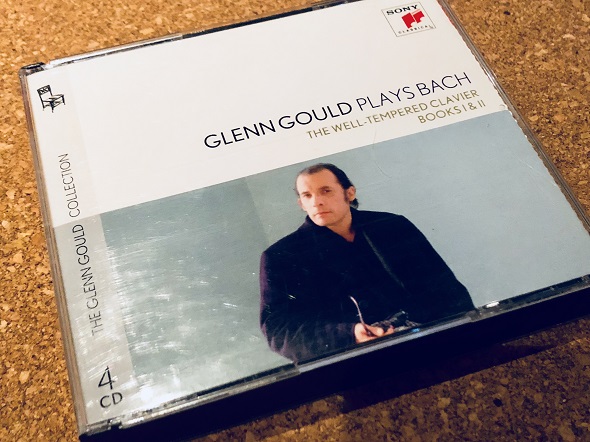 SONY
CLASSICAL
GLENN GOULD PLAYS BACH
THE WELL-TEMPERED CLAVIER
BOOKS I & II
THE GLENN GOULD COLLECTION
4
CD